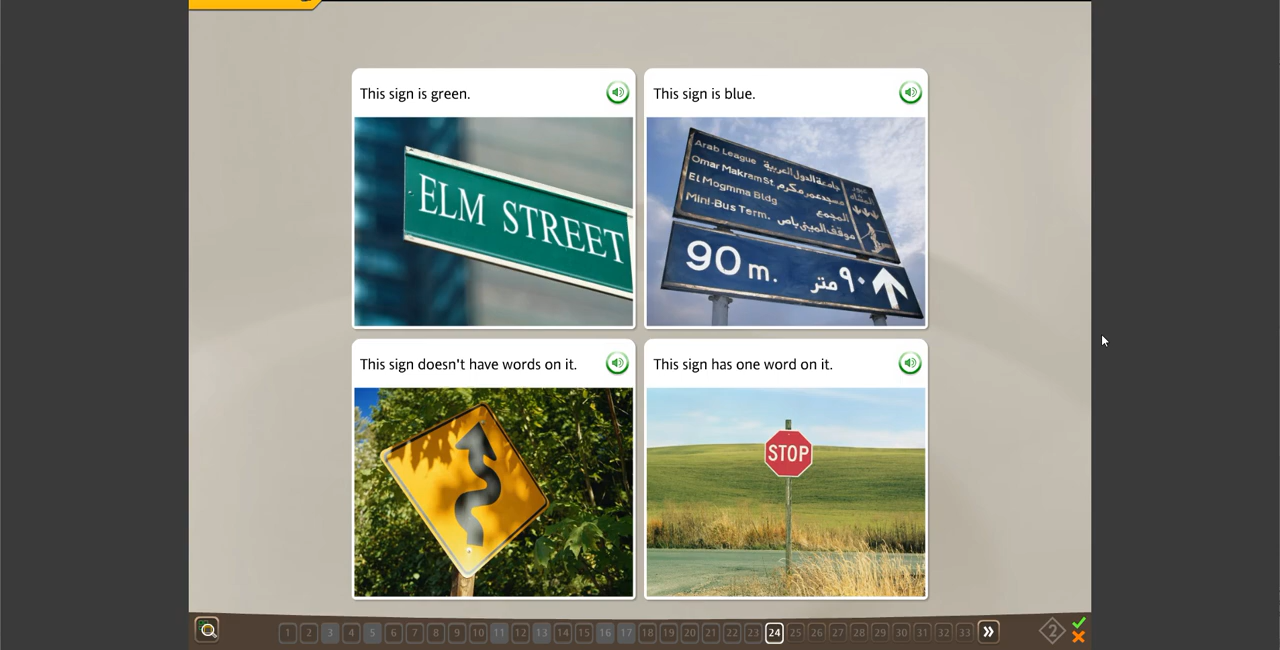 This sign is green.
This sign is blue.
ELM STREET
Arab League جامعة الدول العربية
Omar Makram St. مسجد عمر مكرم
El Mogmma Bldg المجمع
Mini-Bus Term. موقف الميني باص
عبور
المشاه
90 m. ٩٠ متر
This sign doesn't have words on it.
This sign has one word on it.
STOP
1 2 3 4 5 6 7 8 9 10 11 12 13 14 15 16 17 18 19 20 21 22 23 24 25 26 27 28 29 30 31 32 33 »
2